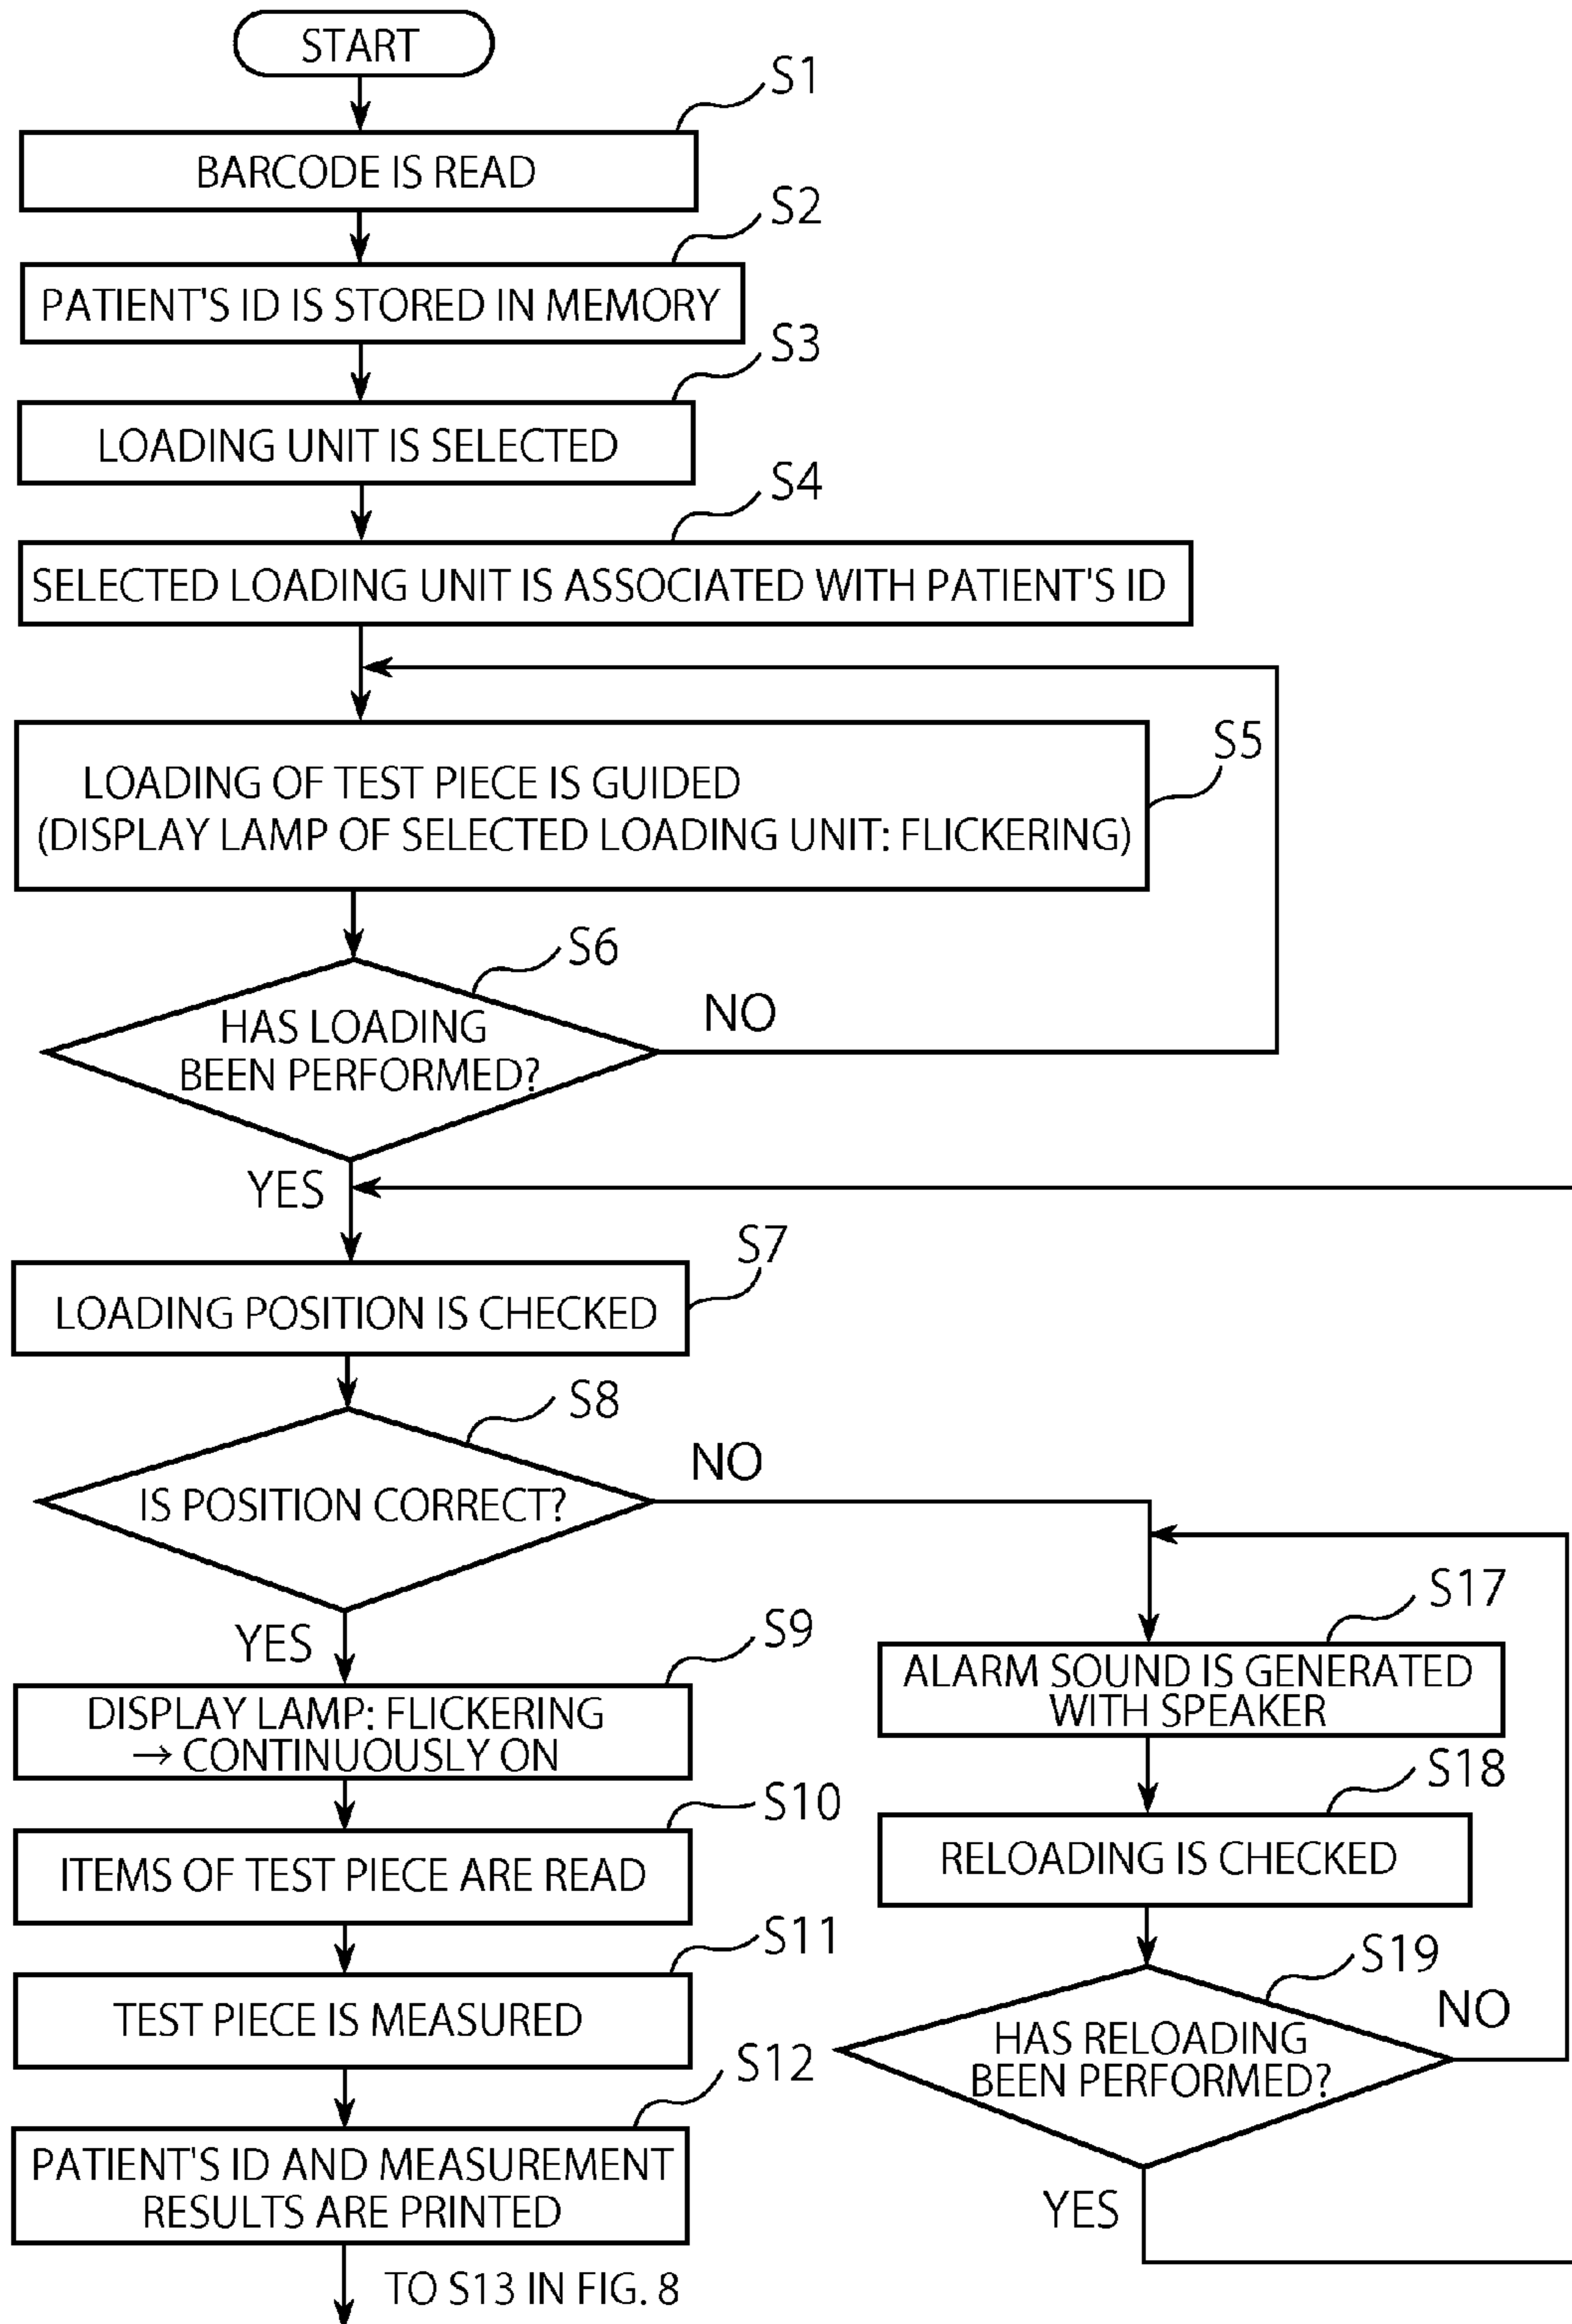 START
S1
BARCODE IS READ
S2
PATIENT'S ID IS STORED IN MEMORY
S3
LOADING UNIT IS SELECTED
S4
SELECTED LOADING UNIT IS ASSOCIATED WITH PATIENT'S ID
S5
LOADING OF TEST PIECE IS GUIDED
(DISPLAY LAMP OF SELECTED LOADING UNIT: FLICKERING)
S6
HAS LOADING
BEEN PERFORMED?
NO
YES
S7
LOADING POSITION IS CHECKED
S8
IS POSITION CORRECT?
NO
YES
S9
DISPLAY LAMP: FLICKERING
→ CONTINUOUSLY ON
S10
ITEMS OF TEST PIECE ARE READ
S11
TEST PIECE IS MEASURED
S12
PATIENT'S ID AND MEASUREMENT
RESULTS ARE PRINTED
TO S13 IN FIG. 8
S17
ALARM SOUND IS GENERATED
WITH SPEAKER
S18
RELOADING IS CHECKED
S19
HAS RELOADING
BEEN PERFORMED?
NO
YES